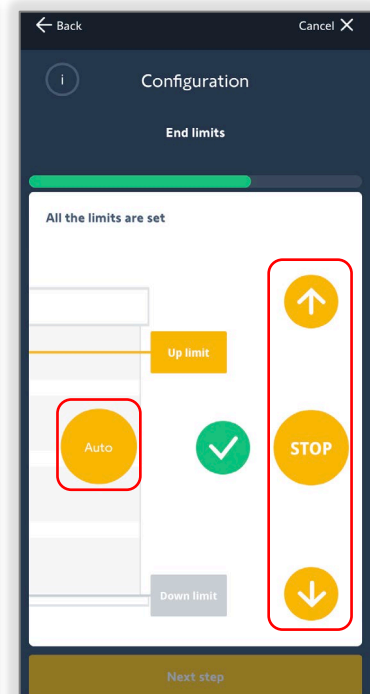 Back
Cancel X
i
Configuration
End limits
All the limits are set
Up limit
Auto
STOP
Down limit
Next step